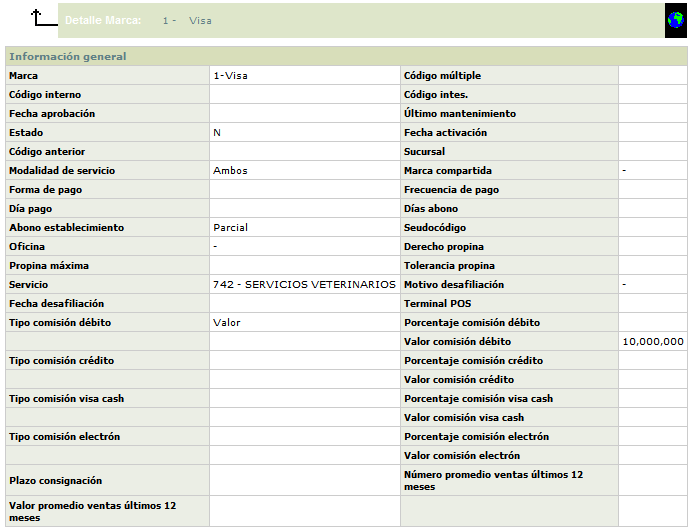 Detalle Marca: 1 - Visa
Información general
Marca 1-Visa Código múltiple
Código interno Código intes.
Fecha aprobación Último mantenimiento
Estado N Fecha activación
Código anterior Sucursal
Modalidad de servicio Ambos Marca compartida -
Forma de pago Frecuencia de pago
Día pago Días abono
Abono establecimiento Parcial Seudocódigo
Oficina - Derecho propina
Propina máxima Tolerancia propina
Servicio 742 - SERVICIOS VETERINARIOS Motivo desafiliación -
Fecha desafiliación Terminal POS
Tipo comisión débito Valor Porcentaje comisión débito
Valor comisión débito 10,000,000
Tipo comisión crédito Porcentaje comisión crédito
Valor comisión crédito
Tipo comisión visa cash Porcentaje comisión visa cash
Valor comisión visa cash
Tipo comisión electrón Porcentaje comisión electrón
Valor comisión electrón
Plazo consignación Número promedio ventas últimos 12
meses
Valor promedio ventas últimos 12
meses